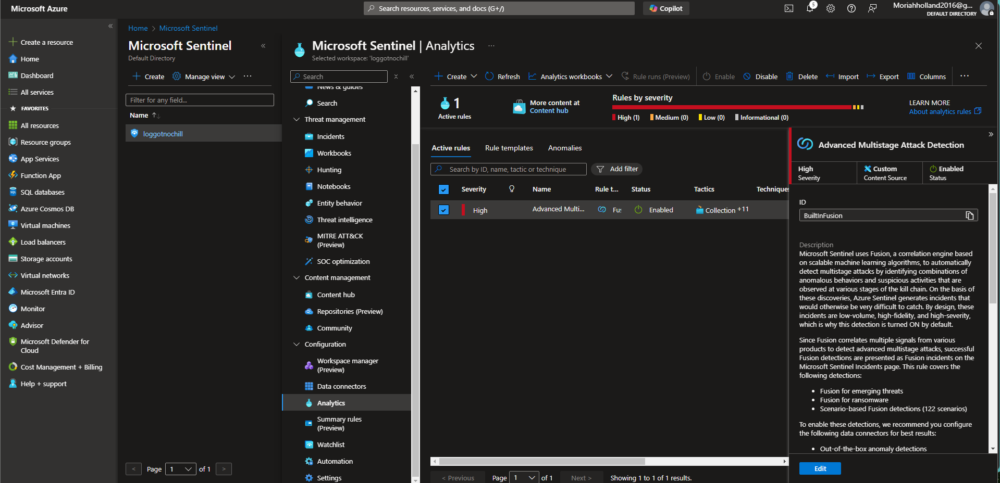 Microsoft Azure
Search resources, services, and docs (G+/)
Copilot
5
Moriahholland2016@g...
DEFAULT DIRECTORY
Create a resource
Home
Dashboard
All services
FAVORITES
All resources
Resource groups
App Services
Function App
SQL databases
Azure Cosmos DB
Virtual machines
Load balancers
Storage accounts
Virtual networks
Microsoft Entra ID
Monitor
Advisor
Microsoft Defender for
Cloud
Cost Management + Billing
Help + support
Home > Microsoft Sentinel
Microsoft Sentinel
Default Directory
Create
Manage view
Filter for any field...
Name
loggotnochill
< Page 1 of 1 >
Microsoft Sentinel | Analytics
Selected workspace: 'loggotnochill'
Search
News & guides
Search
Threat management
Incidents
Workbooks
Hunting
Notebooks
Entity behavior
Threat intelligence
MITRE ATT&CK
(Preview)
SOC optimization
Content management
Content hub
Repositories (Preview)
Community
Configuration
Workspace manager
(Preview)
Data connectors
Analytics
Summary rules
(Preview)
Watchlist
Automation
Settings
Create
Refresh
Analytics workbooks
Rule runs (Preview)
Enable
Disable
Delete
Import
Export
Columns
1
Active rules
More content at
Content hub
Rules by severity
High (1) Medium (0) Low (0) Informational (0)
LEARN MORE
About analytics rules
Active rules Rule templates Anomalies
Search by ID, name, tactic or technique
Add filter
Severity Name Rule t... Status Tactics Techniques
High Advanced Multi... Fus Enabled Collection +11
< Previous Page 1 of 1 Next > Showing 1 to 1 of 1 results.
Advanced Multistage Attack Detection
High
Severity
Custom
Content Source
Enabled
Status
ID
BuiltInFusion
Description
Microsoft Sentinel uses Fusion, a correlation engine based
on scalable machine learning algorithms, to automatically
detect multistage attacks by identifying combinations of
anomalous behaviors and suspicious activities that are
observed at various stages of the kill chain. On the basis of
these discoveries, Azure Sentinel generates incidents that
would otherwise be very difficult to catch. By design, these
incidents are low-volume, high-fidelity, and high-severity,
which is why this detection is turned ON by default.
Since Fusion correlates multiple signals from various
products to detect advanced multistage attacks, successful
Fusion detections are presented as Fusion incidents on the
Microsoft Sentinel Incidents page. This rule covers the
following detections:
• Fusion for emerging threats
• Fusion for ransomware
• Scenario-based Fusion detections (122 scenarios)
To enable these detections, we recommend you configure
the following data connectors for best results:
• Out-of-the-box anomaly detections
Edit